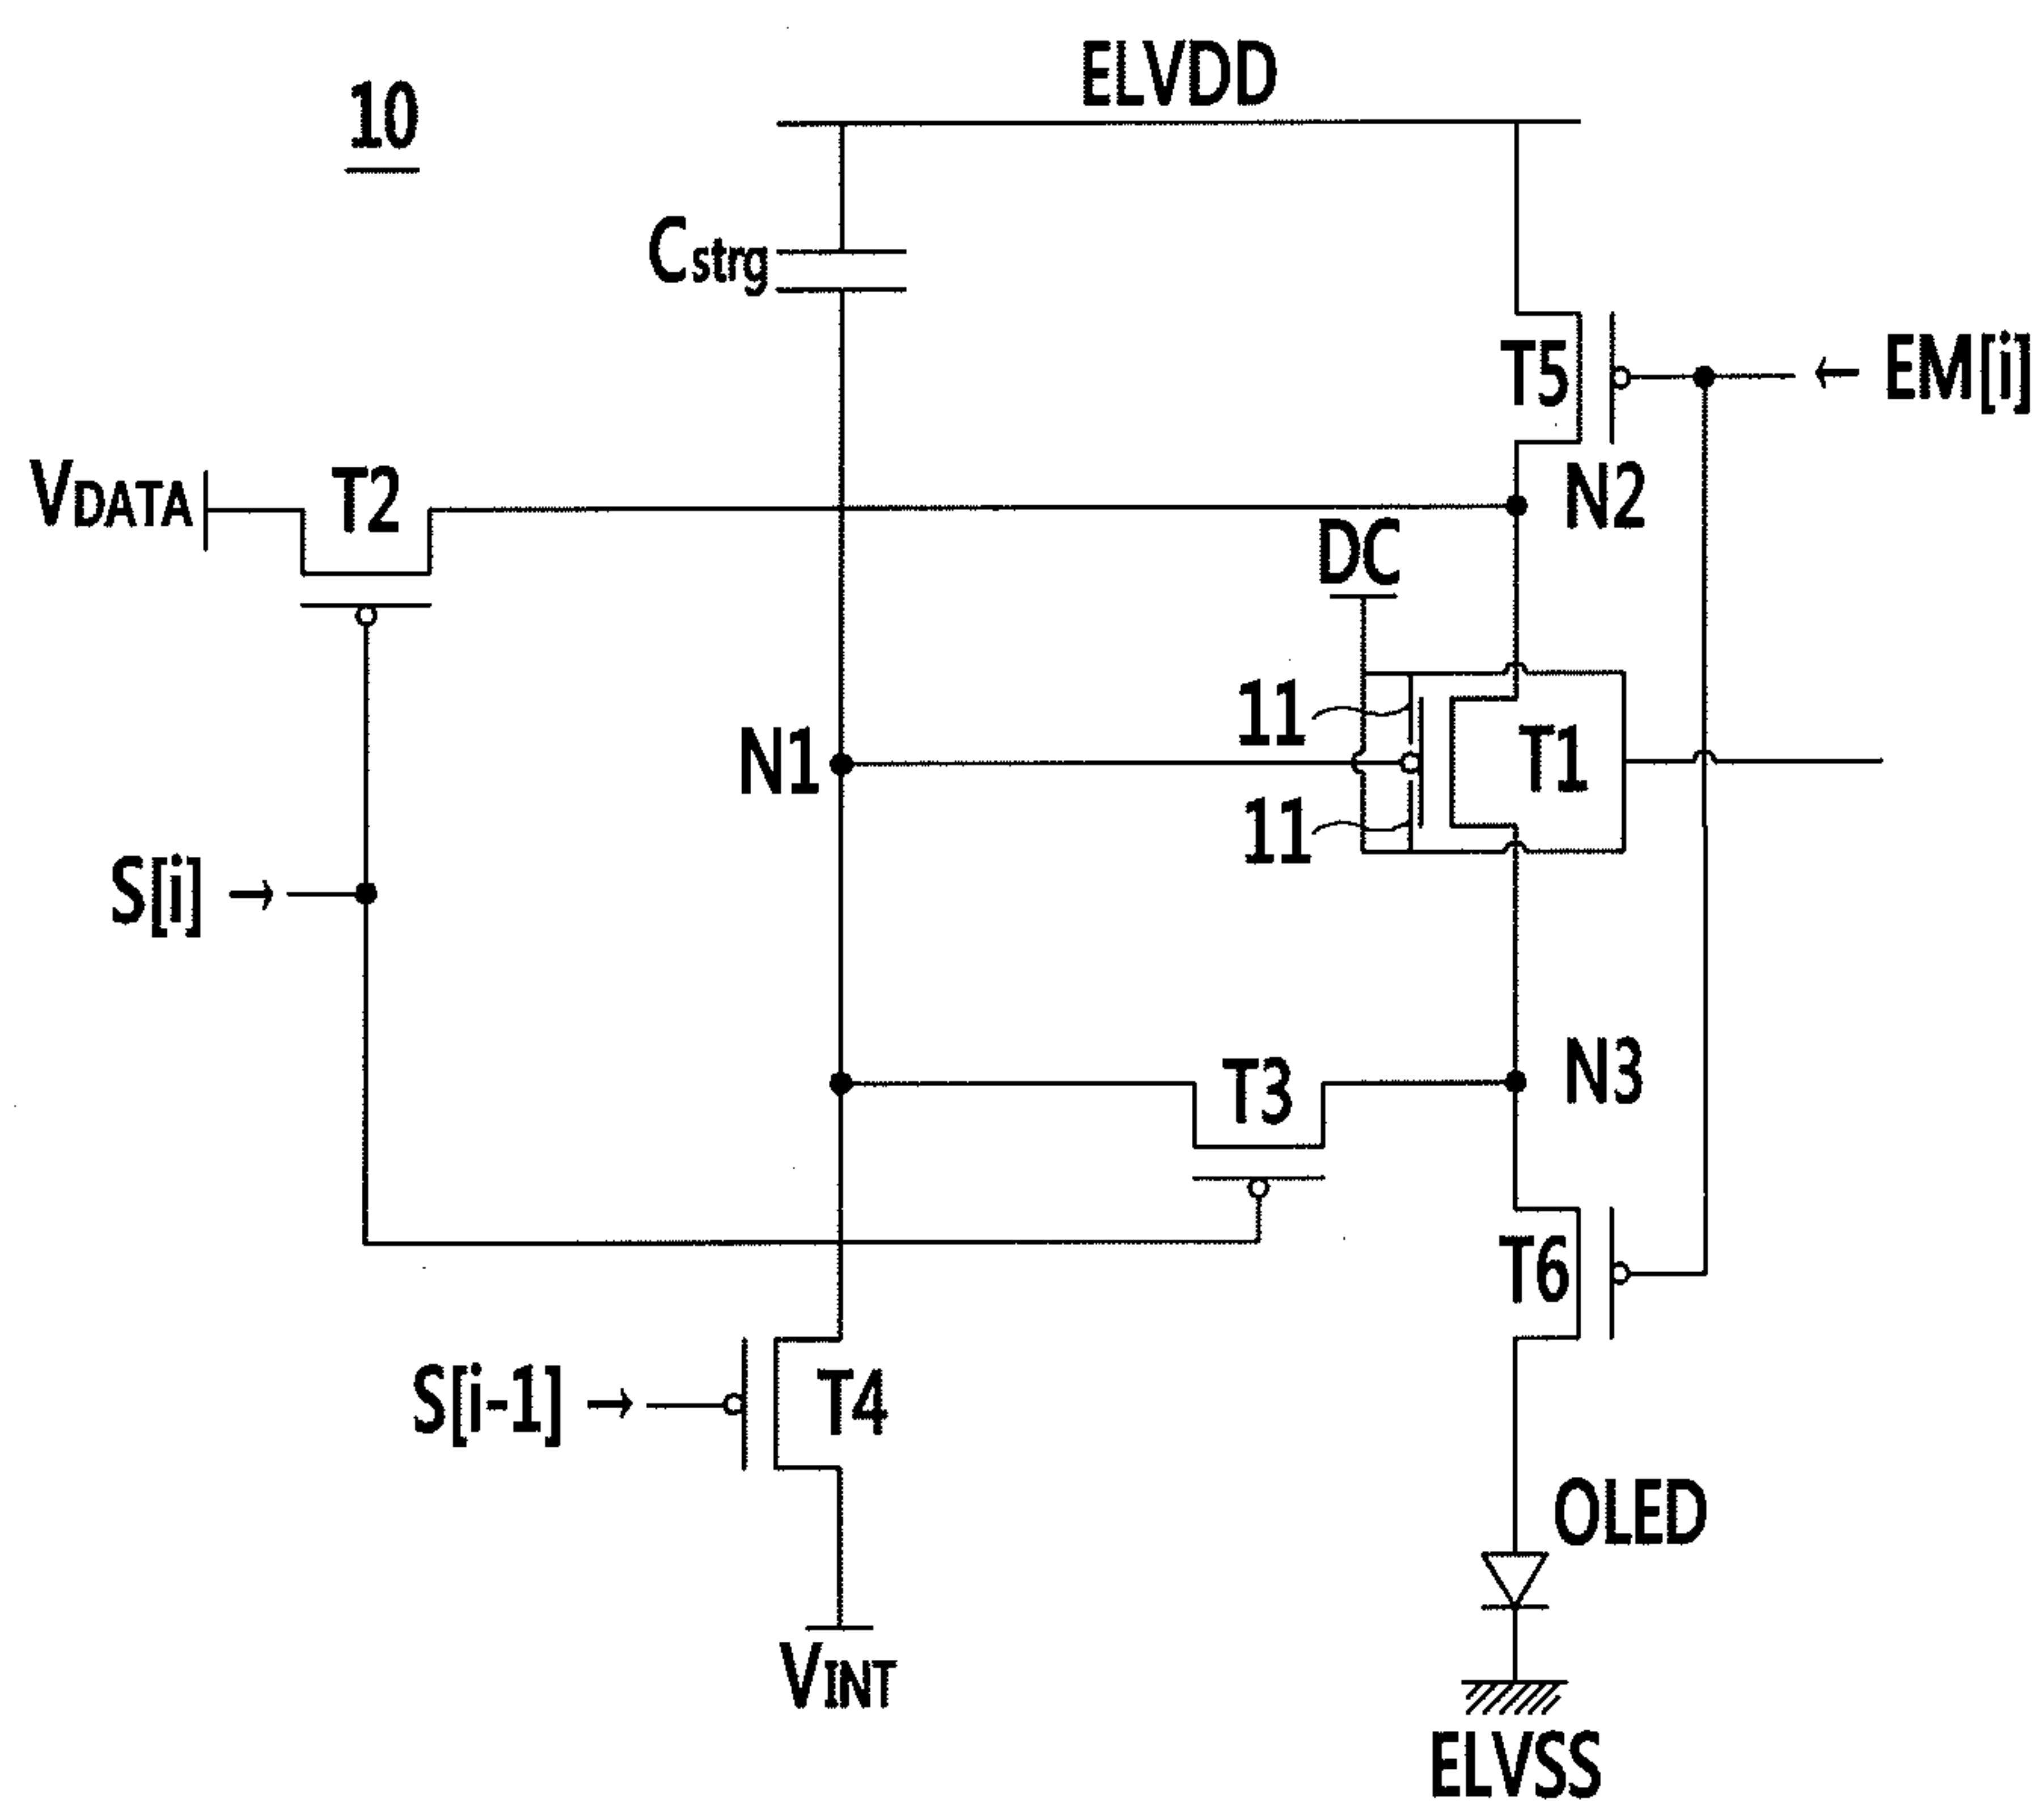 10
ELVDD
Cstrg
T5
EM[i]
VDATA
T2
N2
DC
11
N1
T1
11
S[i]
T3
N3
T6
S[i-1]
T4
OLED
VINT
ELVSS